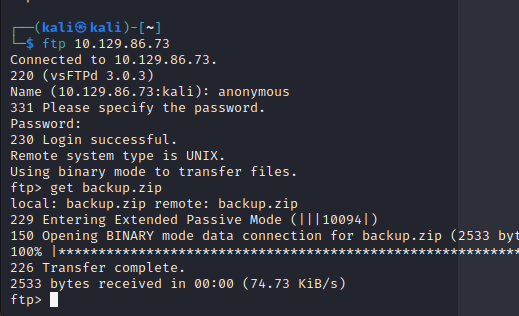 ┌──(kali㉿kali)-[~]
└─$ ftp 10.129.86.73
Connected to 10.129.86.73.
220 (vsFTPd 3.0.3)
Name (10.129.86.73:kali): anonymous
331 Please specify the password.
Password:
230 Login successful.
Remote system type is UNIX.
Using binary mode to transfer files.
ftp> get backup.zip
local: backup.zip remote: backup.zip
229 Entering Extended Passive Mode (|||10094|)
150 Opening BINARY mode data connection for backup.zip (2533 byt
100% |***********************************************************
226 Transfer complete.
2533 bytes received in 00:00 (74.73 KiB/s)
ftp>